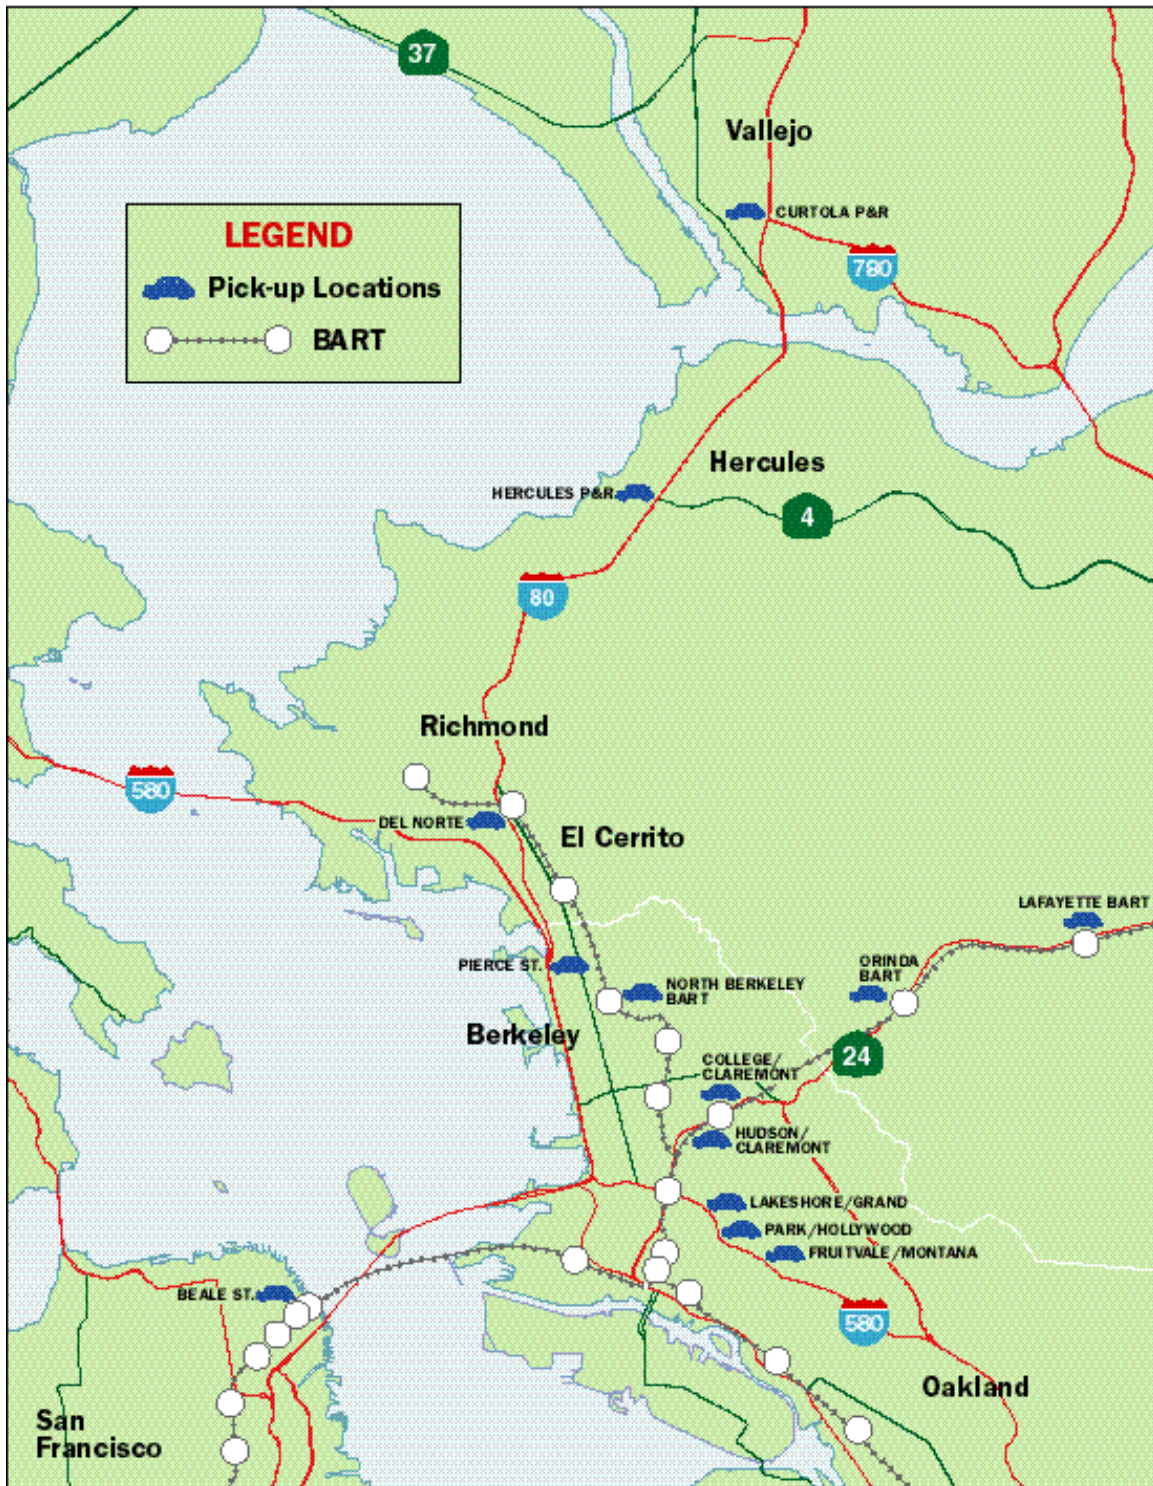 37
Vallejo
CURTOLA P&R
LEGEND
Pick-up Locations
BART
780
Hercules
HERCULES P&R
4
80
Richmond
580
DEL NORTE
El Cerrito
LAFAYETTE BART
PIERCE ST.
ORINDA
BART
NORTH BERKELEY
BART
Berkeley
24
COLLEGE/
CLAREMONT
HUDSON/
CLAREMONT
LAKESHORE/GRAND
PARK/HOLLYWOOD
FRUITVALE/MONTANA
BEALE ST.
580
Oakland
San
Francisco